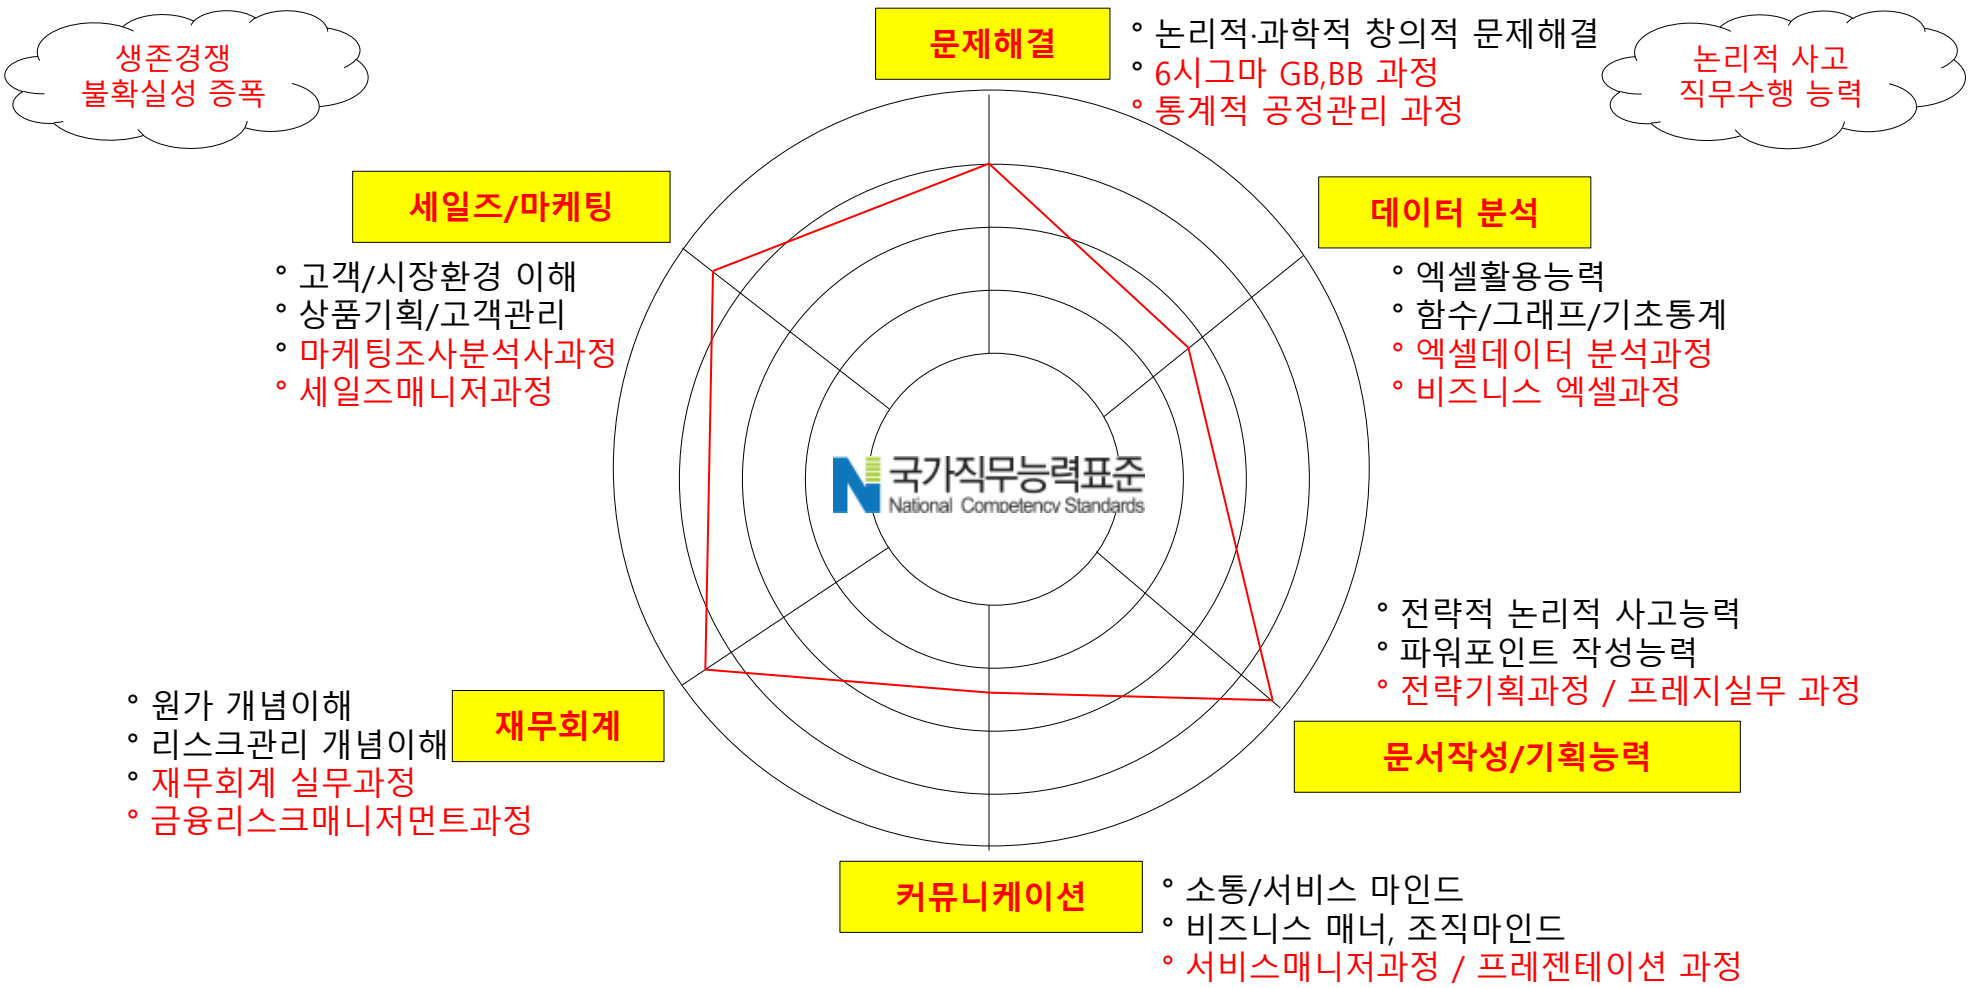 생존경쟁
불확실성 증폭
문제해결
° 논리적·과학적 창의적 문제해결
° 6시그마 GB,BB 과정
° 통계적 공정관리 과정
논리적 사고
직무수행 능력
세일즈/마케팅
° 고객/시장환경 이해
° 상품기획/고객관리
° 마케팅조사분석사과정
° 세일즈매니저과정
데이터 분석
° 엑셀활용능력
° 함수/그래프/기초통계
° 엑셀데이터 분석과정
° 비즈니스 엑셀과정
국가직무능력표준
National Competency Standards
° 전략적 논리적 사고능력
° 파워포인트 작성능력
° 전략기획과정 / 프레지실무 과정
문서작성/기획능력
° 원가 개념이해
° 리스크관리 개념이해
° 재무회계 실무과정
° 금융리스크매니저먼트과정
재무회계
커뮤니케이션
° 소통/서비스 마인드
° 비즈니스 매너, 조직마인드
° 서비스매니저과정 / 프레젠테이션 과정